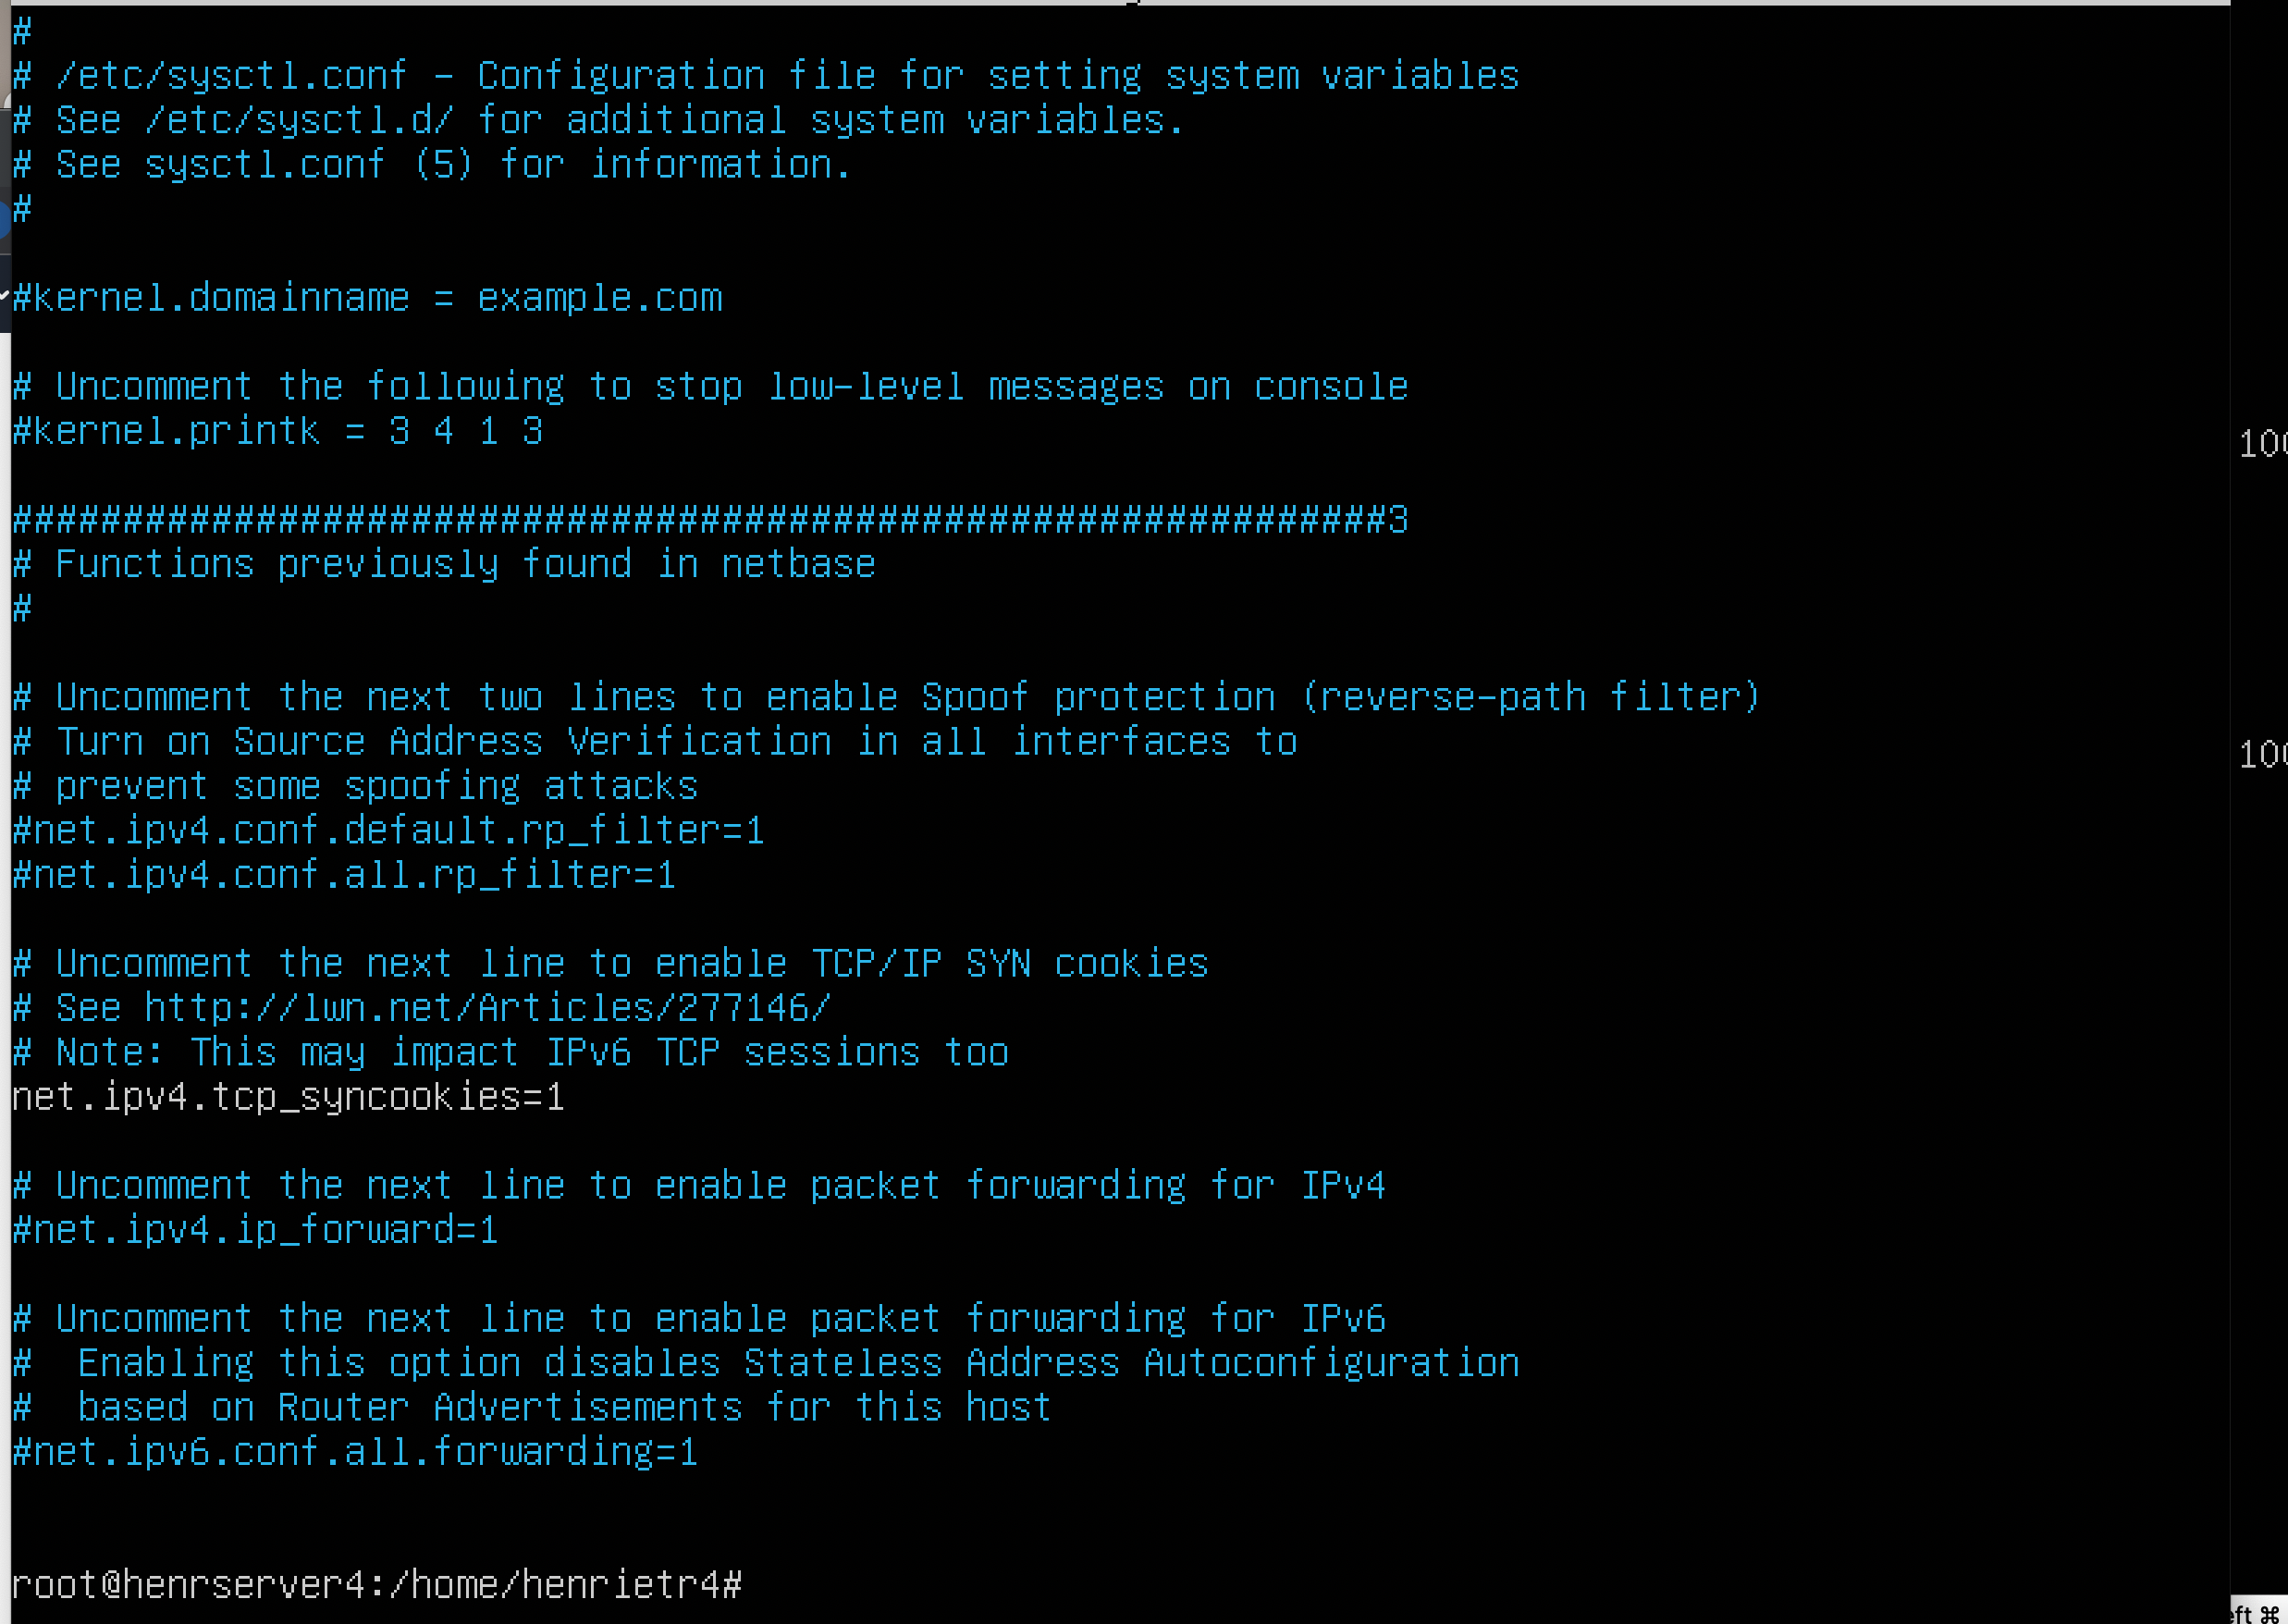 #
# /etc/sysctl.conf - Configuration file for setting system variables
# See /etc/sysctl.d/ for additional system variables.
# See sysctl.conf (5) for information.
#
#kernel.domainname = example.com
# Uncomment the following to stop low-level messages on console
#kernel.printk = 3 4 1 3
##############################################################3
# Functions previously found in netbase
#
# Uncomment the next two lines to enable Spoof protection (reverse-path filter)
# Turn on Source Address Verification in all interfaces to
# prevent some spoofing attacks
#net.ipv4.conf.default.rp_filter=1
#net.ipv4.conf.all.rp_filter=1
# Uncomment the next line to enable TCP/IP SYN cookies
# See http://lwn.net/Articles/277146/
# Note: This may impact IPv6 TCP sessions too
net.ipv4.tcp_syncookies=1
# Uncomment the next line to enable packet forwarding for IPv4
#net.ipv4.ip_forward=1
# Uncomment the next line to enable packet forwarding for IPv6
#  Enabling this option disables Stateless Address Autoconfiguration
#  based on Router Advertisements for this host
#net.ipv6.conf.all.forwarding=1
root@henrserver4:/home/henrietr4#